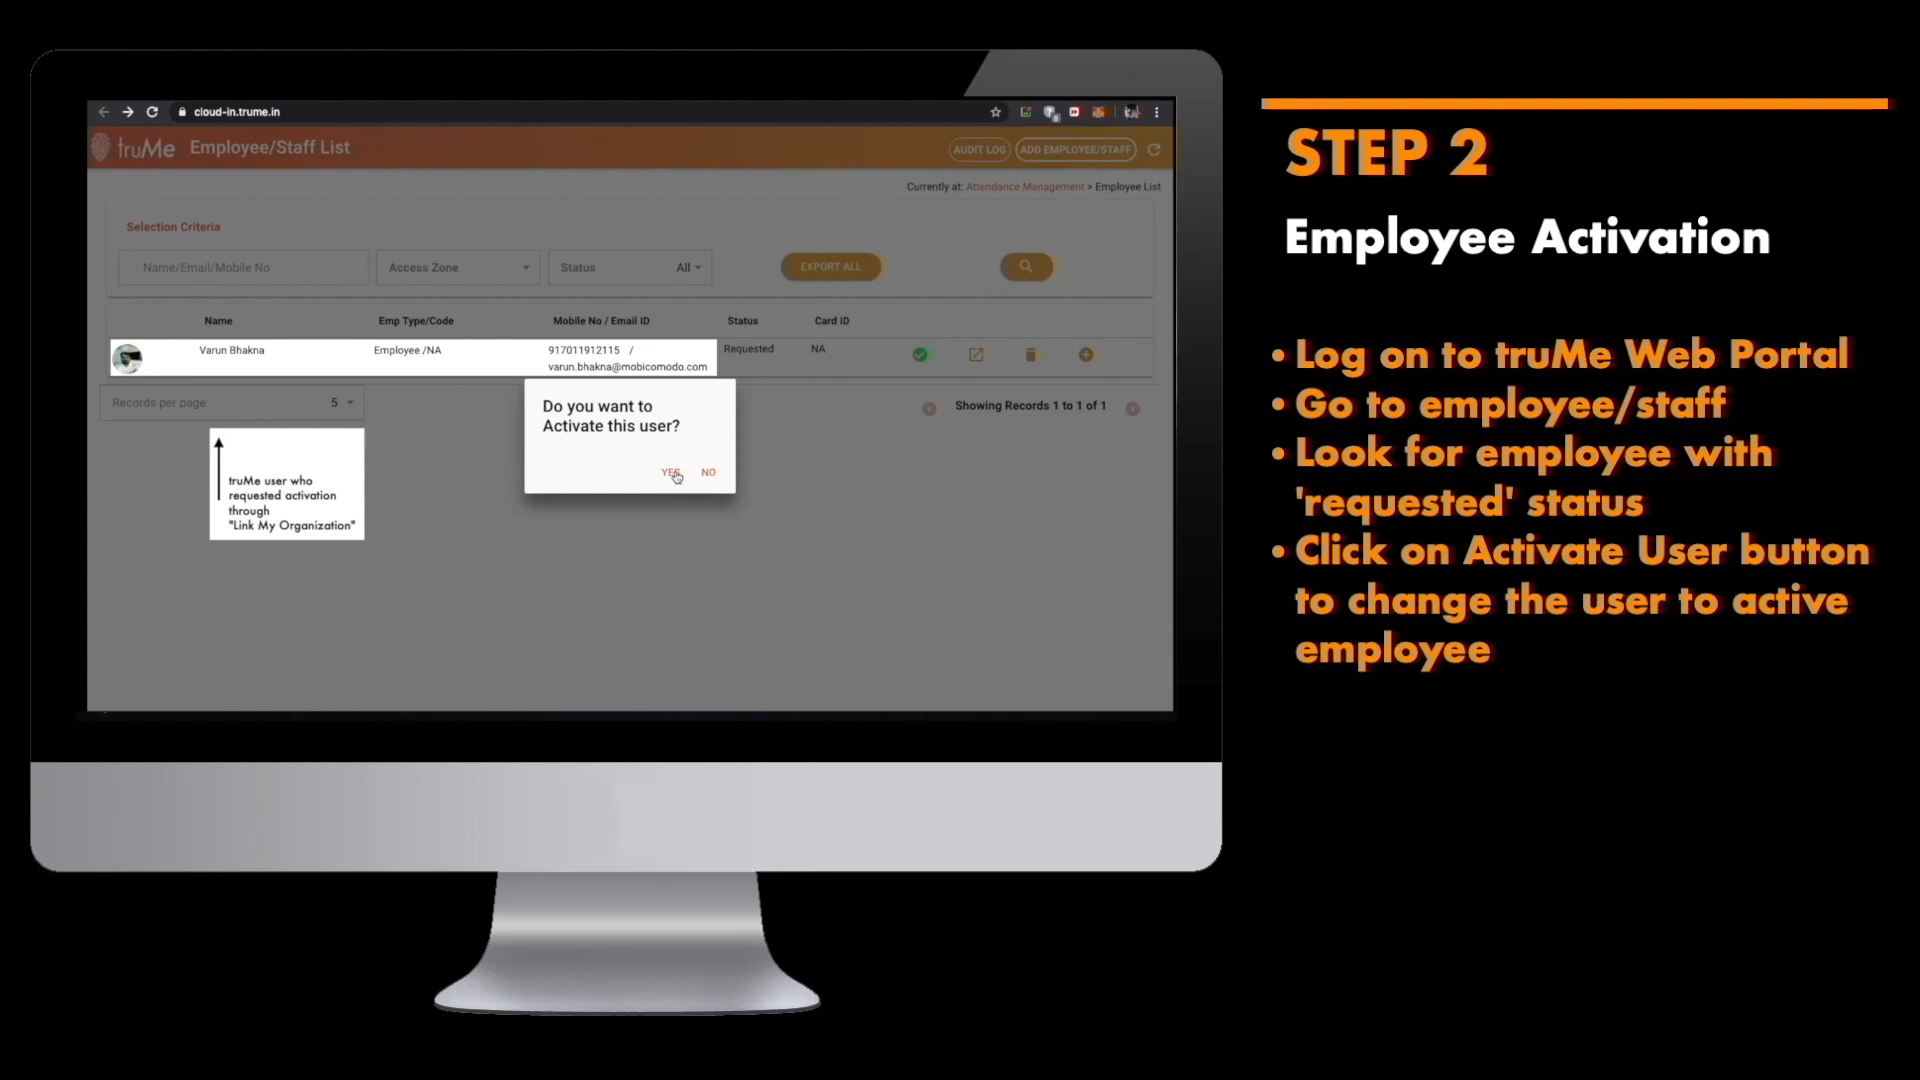 cloud-in.trume.in
truMe Employee/Staff List
AUDIT LOG
ADD EMPLOYEE/STAFF
Currently at: Attendance Management > Employee List
Selection Criteria
Name/Email/Mobile No
Access Zone
Status All
EXPORT ALL
Name Emp Type/Code Mobile No / Email ID Status Card ID
Varun Bhakna Employee /NA 917011912115 / Requested NA
varun.bhakna@mobicomodo.com
Records per page 5
Showing Records 1 to 1 of 1
Do you want to
Activate this user?
YES NO
truMe user who
requested activation
through
"Link My Organization"
STEP 2
Employee Activation
• Log on to truMe Web Portal
• Go to employee/staff
• Look for employee with
'requested' status
• Click on Activate User button
to change the user to active
employee